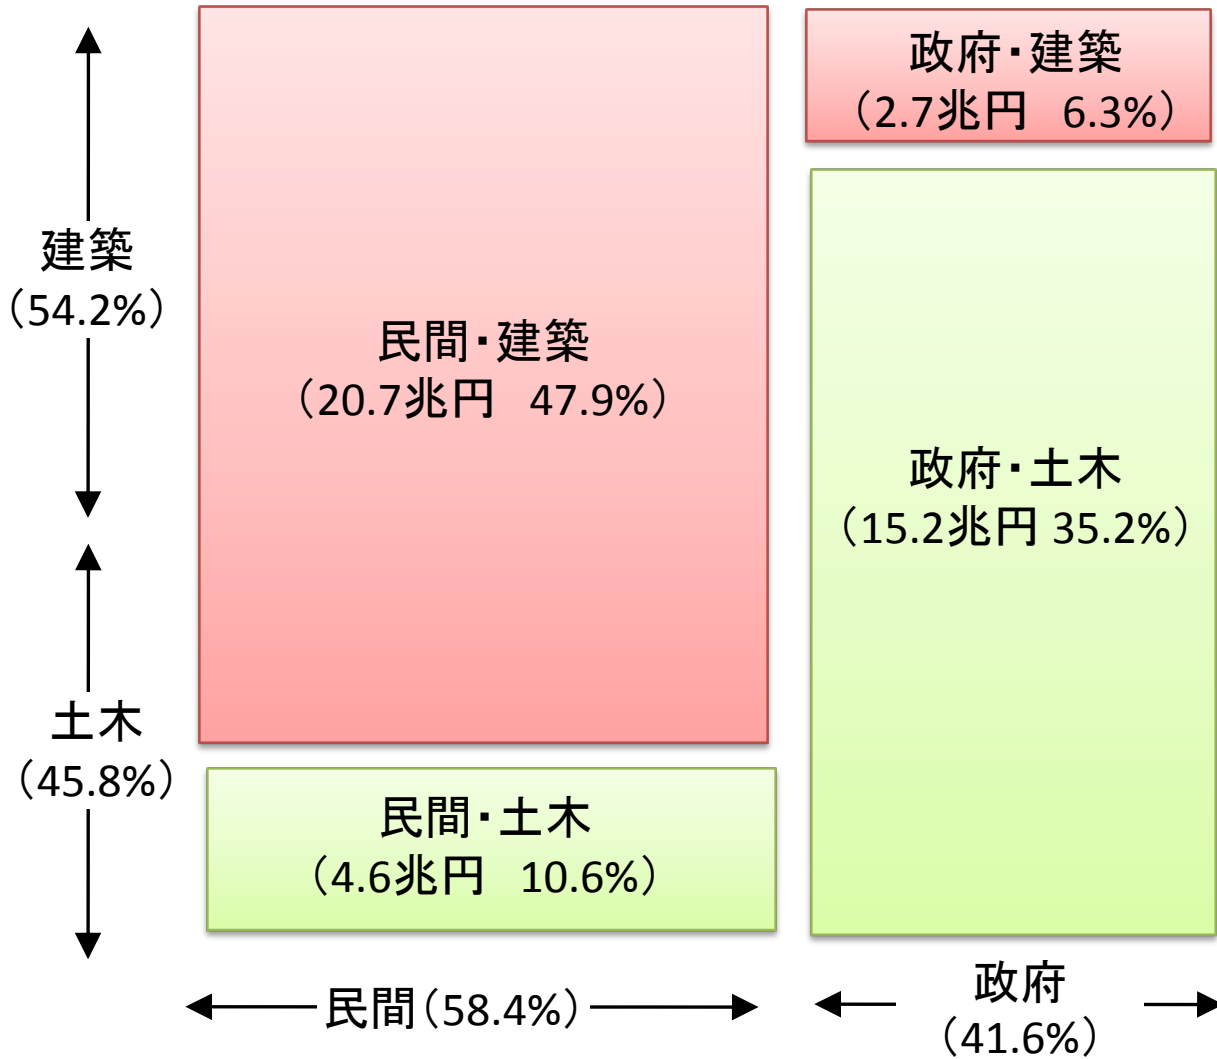 建築
（54.2%）
土木
（45.8%）
民間・建築
（20.7兆円 47.9%）
民間・土木
（4.6兆円 10.6%）
政府・建築
（2.7兆円 6.3%）
政府・土木
（15.2兆円 35.2%）
民間（58.4%）
政府
（41.6%）